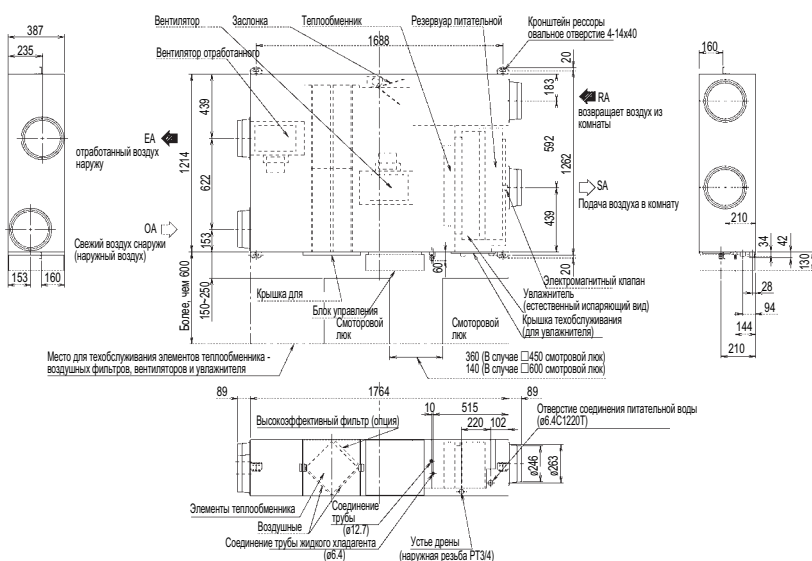 387
235
153
160
EA
отработанный воздух
наружу
OA
Свежий воздух снаружи
(наружный воздух)
Вентилятор
Заслонка
Теплообменник
Резервуар питательной
Кронштейн рессоры
овальное отверстие 4-14x40
Вентилятор отработанного
1688
20
439
1214
622
153
183
592
1262
439
20
RA
возвращает воздух из
комнаты
SA
Подача воздуха в комнату
160
210
34
42
130
28
94
144
210
Более, чем 600
150~250
60
Крышка для
Блок управления
Смоторовой
люк
Смоторовой
люк
Электромагнитный клапан
Увлажнитель
(естественный испаряющий вид)
Крышка техобслуживания
(для увлажнителя)
Место для техобслуживания элементов теплообменника -
воздушных фильтров, вентиляторов и увлажнителя
360 (В случае □450 смотровой люк)
140 (В случае □600 смотровой люк)
89
1764
89
Высокоэффективный фильтр (опция)
10
515
220
102
Отверстие соединения питательной воды
(ø6.4C1220T)
ø246
ø263
Элементы теплообменника
Воздушные
Соединение
трубы
(ø12.7)
Соединение трубы жидкого хладагента
(ø6.4)
Устье дрены
(наружная резьба PT3/4)